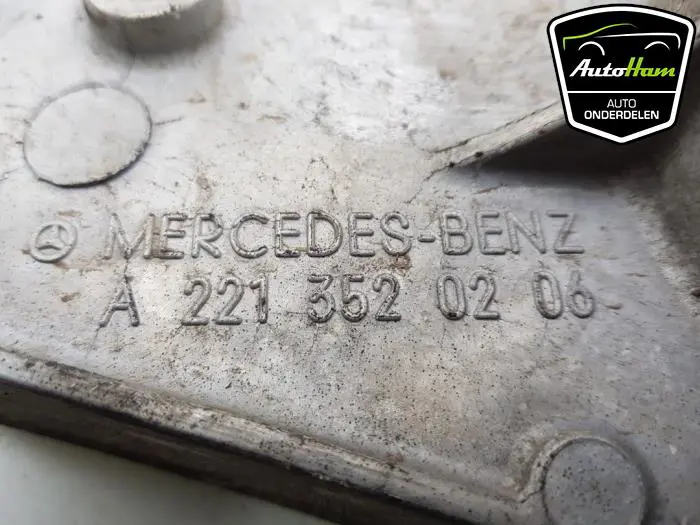 AutoHam
AUTO
ONDERDELEN
MERCEDES-BENZ
A 221 352 02 06